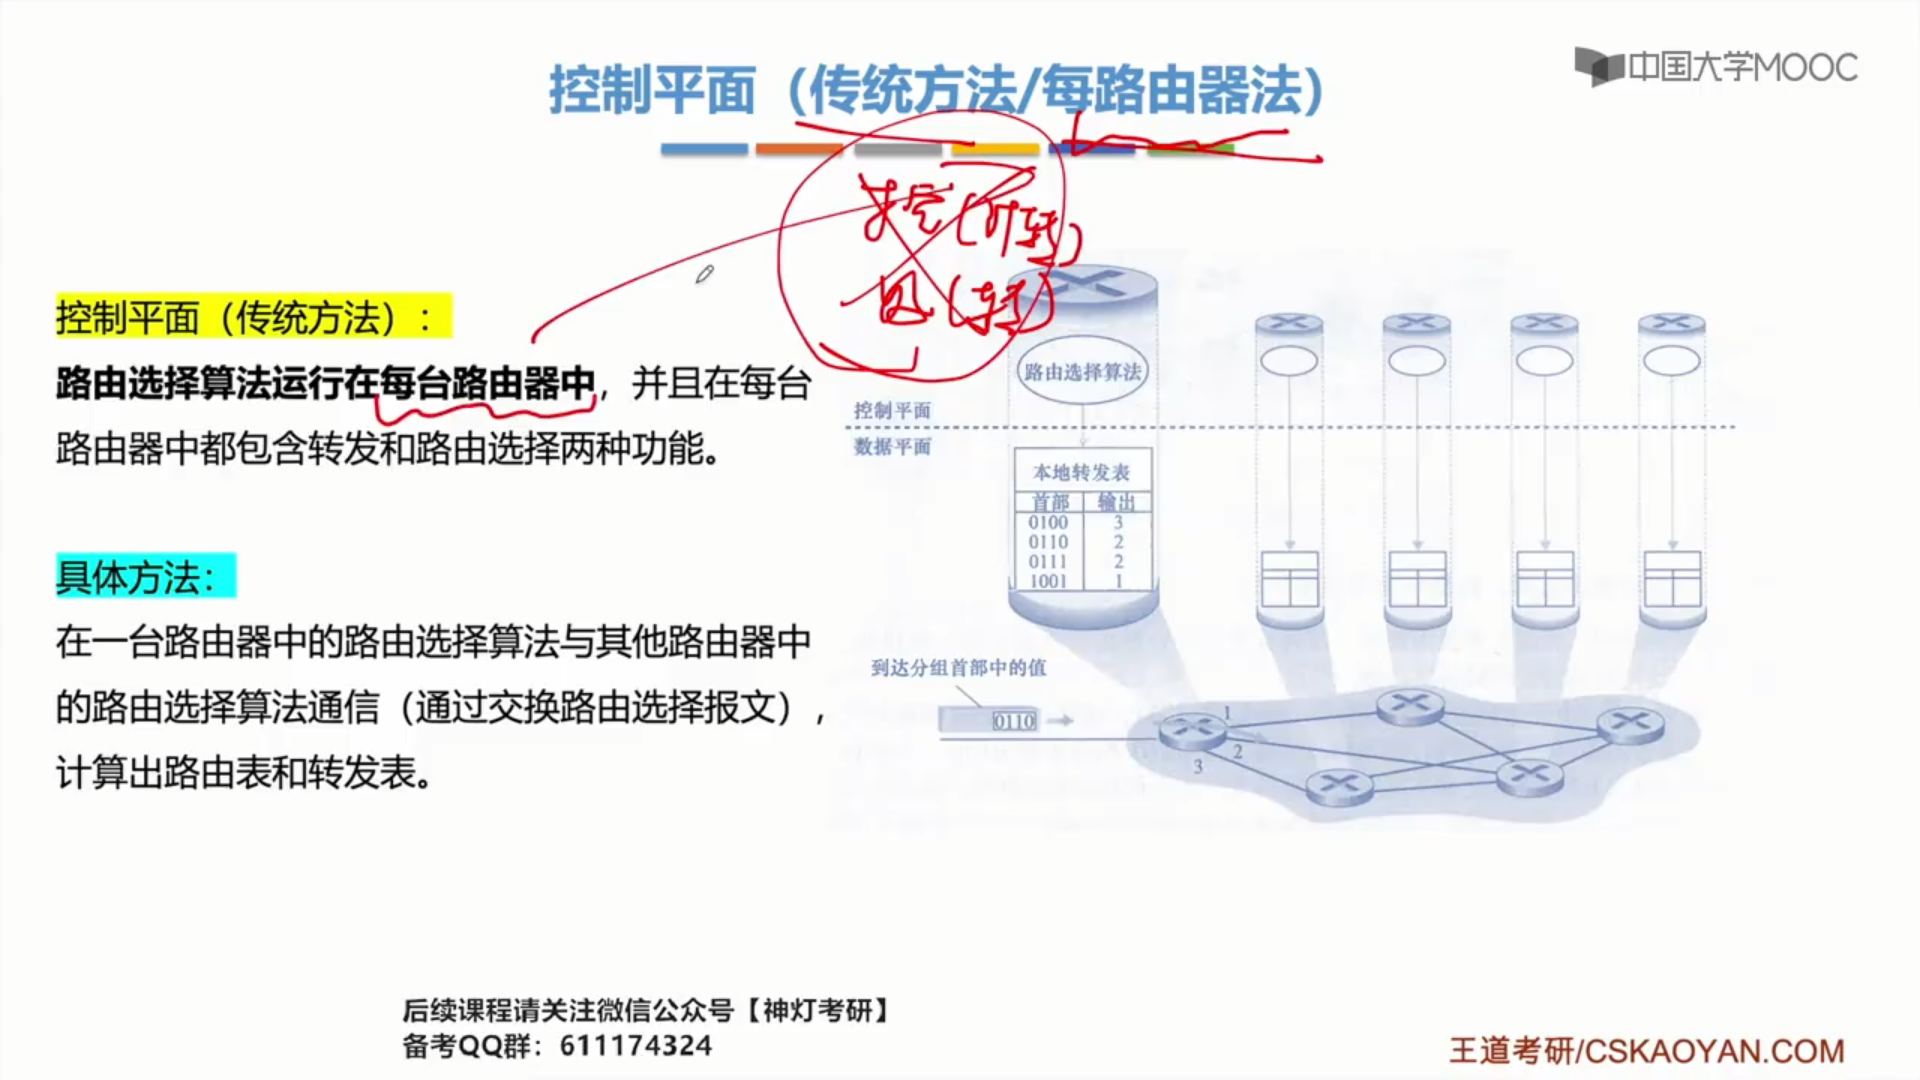 中国大学MOOC
控制平面（传统方法/每路由器法）
控制平面（传统方法）：
路由选择算法运行在每台路由器中，并且在每台
路由器中都包含转发和路由选择两种功能。
具体方法：
在一台路由器中的路由选择算法与其他路由器中
的路由选择算法通信（通过交换路由选择报文），
计算出路由表和转发表。
路由选择算法
控制平面
数据平面
本地转发表
首部 输出
0100 3
0110 2
0111 2
1001 1
到达分组首部中的值
0110
1
2
3
后续课程请关注微信公众号【神灯考研】
备考QQ群：611174324
王道考研/CSKAOYAN.COM